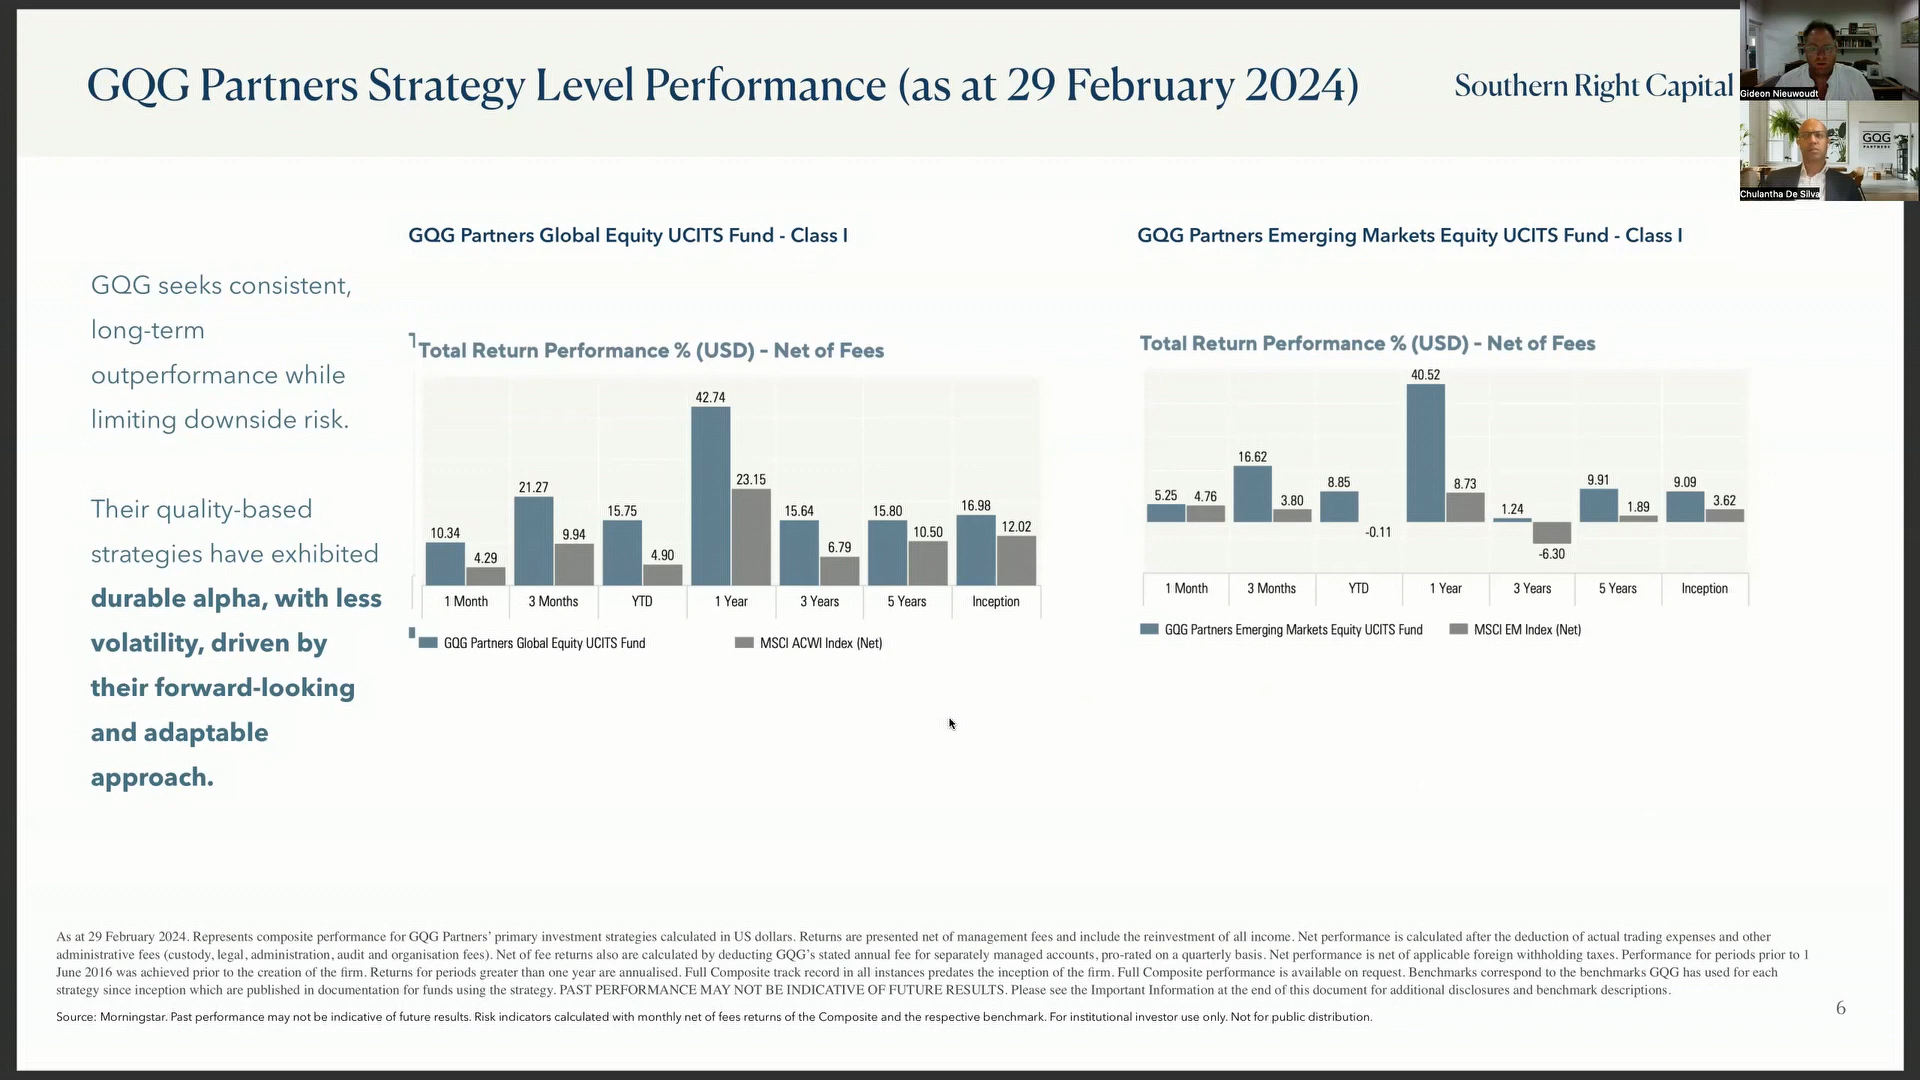 GQG Partners Strategy Level Performance (as at 29 February 2024)
Southern Right Capital
Gideon Nieuwoudt
GQG
PARTNERS
Chulantha De Silva
GQG seeks consistent,
long-term
outperformance while
limiting downside risk.
Their quality-based
strategies have exhibited
durable alpha, with less
volatility, driven by
their forward-looking
and adaptable
approach.
GQG Partners Global Equity UCITS Fund - Class I
Total Return Performance % (USD) – Net of Fees
42.74
23.15
21.27
9.94
15.75
4.90
15.64
6.79
15.80
10.50
16.98
12.02
10.34
4.29
1 Month 3 Months YTD 1 Year 3 Years 5 Years Inception
GQG Partners Global Equity UCITS Fund MSCI ACWI Index (Net)
GQG Partners Emerging Markets Equity UCITS Fund - Class I
Total Return Performance % (USD) – Net of Fees
40.52
8.73
16.62
3.80
8.85
-0.11
5.25
4.76
1.24
-6.30
9.91
1.89
9.09
3.62
1 Month 3 Months YTD 1 Year 3 Years 5 Years Inception
GQG Partners Emerging Markets Equity UCITS Fund MSCI EM Index (Net)
As at 29 February 2024. Represents composite performance for GQG Partners’ primary investment strategies calculated in US dollars. Returns are presented net of management fees and include the reinvestment of all income. Net performance is calculated after the deduction of actual trading expenses and other
administrative fees (custody, legal, administration, audit and organisation fees). Net of fee returns also are calculated by deducting GQG’s stated annual fee for separately managed accounts, pro-rated on a quarterly basis. Net performance is net of applicable foreign withholding taxes. Performance for periods prior to 1
June 2016 was achieved prior to the creation of the firm. Returns for periods greater than one year are annualised. Full Composite track record in all instances predates the inception of the firm. Full Composite performance is available on request. Benchmarks correspond to the benchmarks GQG has used for each
strategy since inception which are published in documentation for funds using the strategy. PAST PERFORMANCE MAY NOT BE INDICATIVE OF FUTURE RESULTS. Please see the Important Information at the end of this document for additional disclosures and benchmark descriptions.
Source: Morningstar. Past performance may not be indicative of future results. Risk indicators calculated with monthly net of fees returns of the Composite and the respective benchmark. For institutional investor use only. Not for public distribution.
6